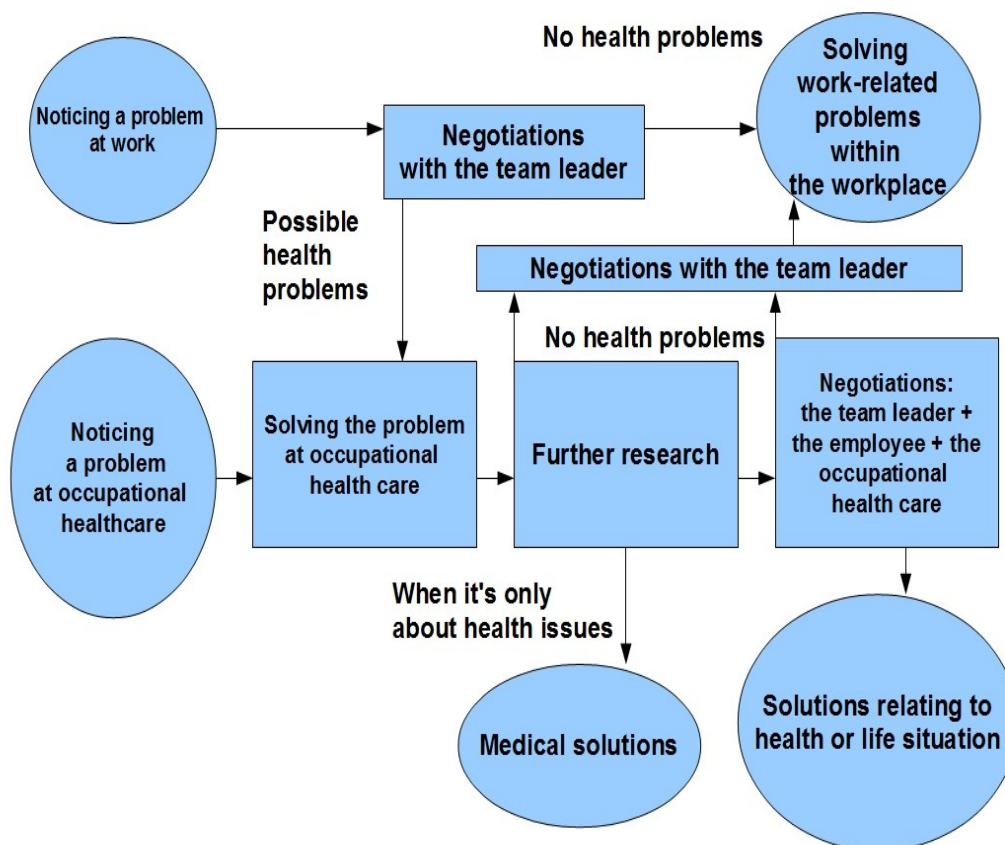 No health problems
Noticing a problem
at work
Negotiations
with the team leader
Solving
work-related
problems
within
the workplace
Possible
health
problems
Negotiations with the team leader
No health problems
Noticing
a problem
at occupational
healthcare
Solving the problem
at occupational
health care
Further research
Negotiations:
the team leader +
the employee + the
occupational
health care
When it's only
about health issues
Medical solutions
Solutions relating to
health or life situation